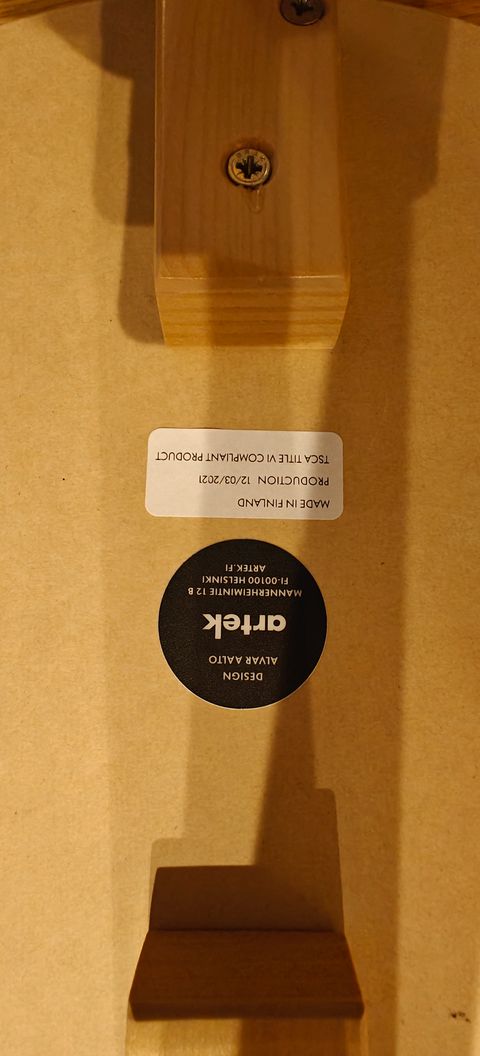 DESIGN
ALVAR AALTO
artek
MANNERHEIMINTIE 12 B
FI-00100 HELSINKI
ARTEK.FI
MADE IN FINLAND
PRODUCTION 12/03/2021
TSCA TITLE VI COMPLIANT PRODUCT